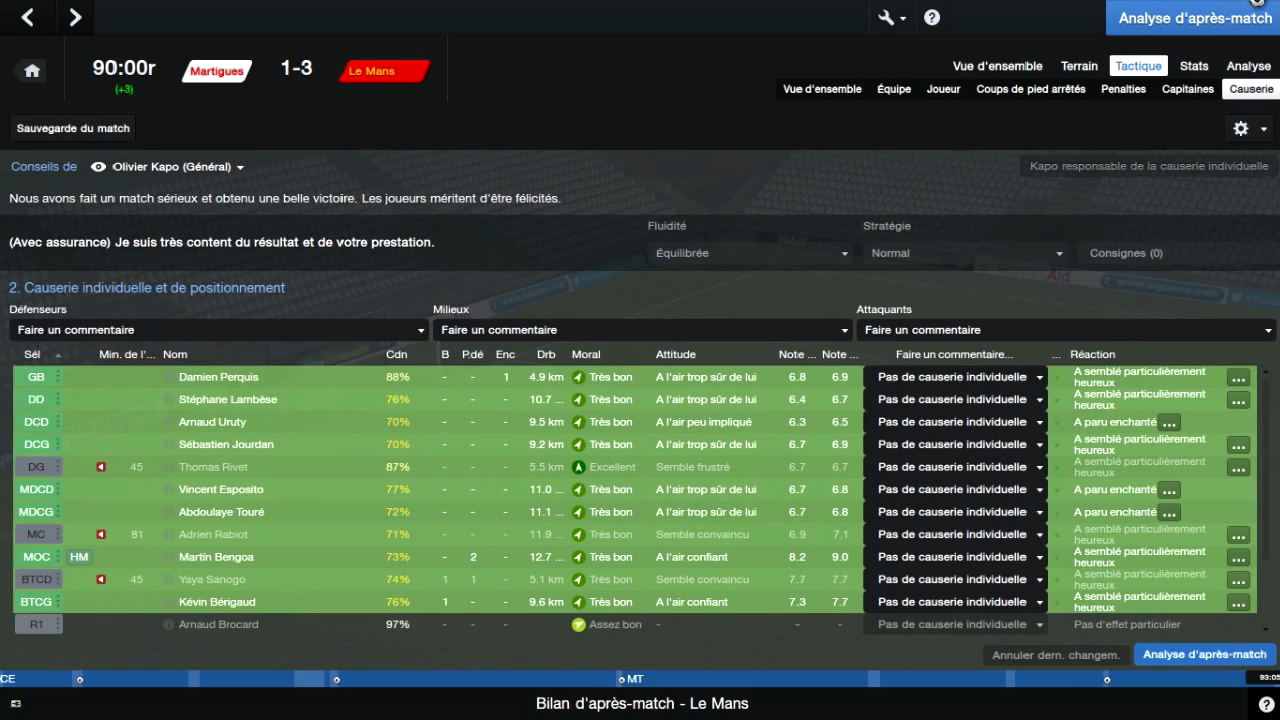 Analyse d'après-match
90:00r Martigues 1-3 Le Mans
(+3)
Vue d'ensemble Terrain Tactique Stats Analyse
Vue d'ensemble Équipe Joueur Coups de pied arrêtés Penalties Capitaines Causerie
Sauvegarde du match
Conseils de Olivier Kapo (Général) Kapo responsable de la causerie individuelle
Nous avons fait un match sérieux et obtenu une belle victoire. Les joueurs méritent d'être félicités.
Fluidité Stratégie
(Avec assurance) Je suis très content du résultat et de votre prestation.
Équilibrée Normal Consignes (0)
2. Causerie individuelle et de positionnement
Défenseurs Milieux Attaquants
Faire un commentaire Faire un commentaire Faire un commentaire
Sél Min. de l'... Nom Cdn B P.dé Enc Drb Moral Attitude Note ... Note ... Faire un commentaire... ... Réaction
GB Damien Perquis 88% - - 1 4.9 km Très bon A l'air trop sûr de lui 6.8 6.9 Pas de causerie individuelle A semblé particulièrement heureux ...
DD Stéphane Lambèse 76% - - - 10.7 ... Très bon A l'air trop sûr de lui 6.4 6.7 Pas de causerie individuelle A semblé particulièrement heureux ...
DCD Arnaud Uruty 70% - - - 9.5 km Très bon A l'air peu impliqué 6.3 6.5 Pas de causerie individuelle A paru enchanté ...
DCG Sébastien Jourdan 70% - - - 9.2 km Très bon A l'air trop sûr de lui 6.7 6.9 Pas de causerie individuelle A semblé particulièrement heureux ...
DG 45 Thomas Rivet 87% - - - 5.5 km Excellent Semble frustré 6.7 6.7 Pas de causerie individuelle A semblé particulièrement heureux ...
MDCD Vincent Esposito 77% - - - 11.0 ... Très bon A l'air trop sûr de lui 6.7 6.8 Pas de causerie individuelle A paru enchanté ...
MDCG Abdoulaye Touré 72% - - - 11.1 ... Très bon A l'air trop sûr de lui 6.7 6.8 Pas de causerie individuelle A paru enchanté ...
MC 81 Adrien Rabiot 71% - - - 11.9 ... Très bon Semble convaincu 6.9 7.1 Pas de causerie individuelle A semblé particulièrement heureux ...
MOC HM Martín Bengoa 73% - 2 - 12.7 ... Très bon A l'air confiant 8.2 9.0 Pas de causerie individuelle A semblé particulièrement heureux ...
BTCD 45 Yaya Sanogo 74% 1 1 - 5.1 km Très bon Semble convaincu 7.7 7.7 Pas de causerie individuelle A semblé particulièrement heureux ...
BTCG Kévin Bérigaud 76% 1 - - 9.6 km Très bon A l'air confiant 7.3 7.7 Pas de causerie individuelle A semblé particulièrement heureux ...
R1 Arnaud Brocard 97% - - - Assez bon - - - Pas de causerie individuelle Pas d'effet particulier
Annuler dern. changem. Analyse d'après-match
CE MT 93:05
Bilan d'après-match - Le Mans